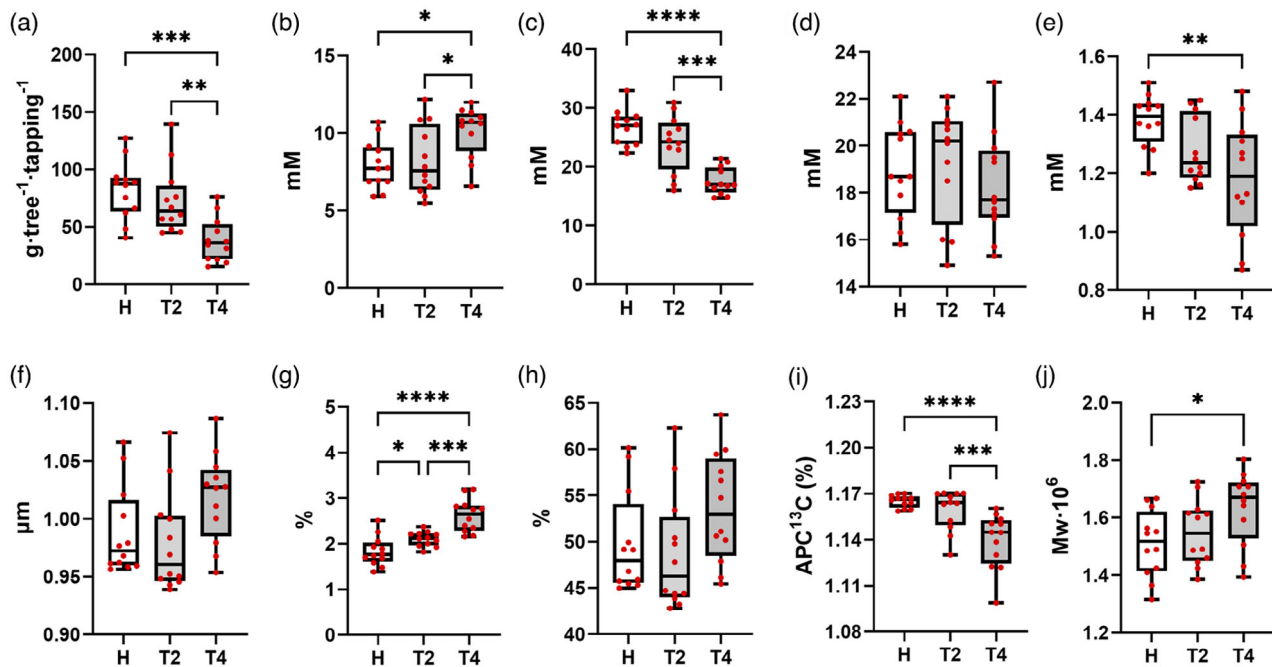 (a)
g·tree⁻¹·tapping⁻¹
200
150
100
50
0
***
**
H T2 T4
(b)
mM
15
10
5
0
*
*
H T2 T4
(c)
mM
40
30
20
10
0
****
***
H T2 T4
(d)
mM
24
22
20
18
16
14
H T2 T4
(e)
mM
1.6
1.4
1.2
1.0
0.8
**
H T2 T4
(f)
µm
1.10
1.05
1.00
0.95
0.90
H T2 T4
(g)
%
5
4
3
2
1
0
****
* ***
H T2 T4
(h)
%
65
60
55
50
45
40
H T2 T4
(i)
APC¹³C (%)
1.23
1.20
1.17
1.14
1.11
1.08
****
***
H T2 T4
(j)
Mw·10⁶
2.0
1.8
1.6
1.4
1.2
*
H T2 T4